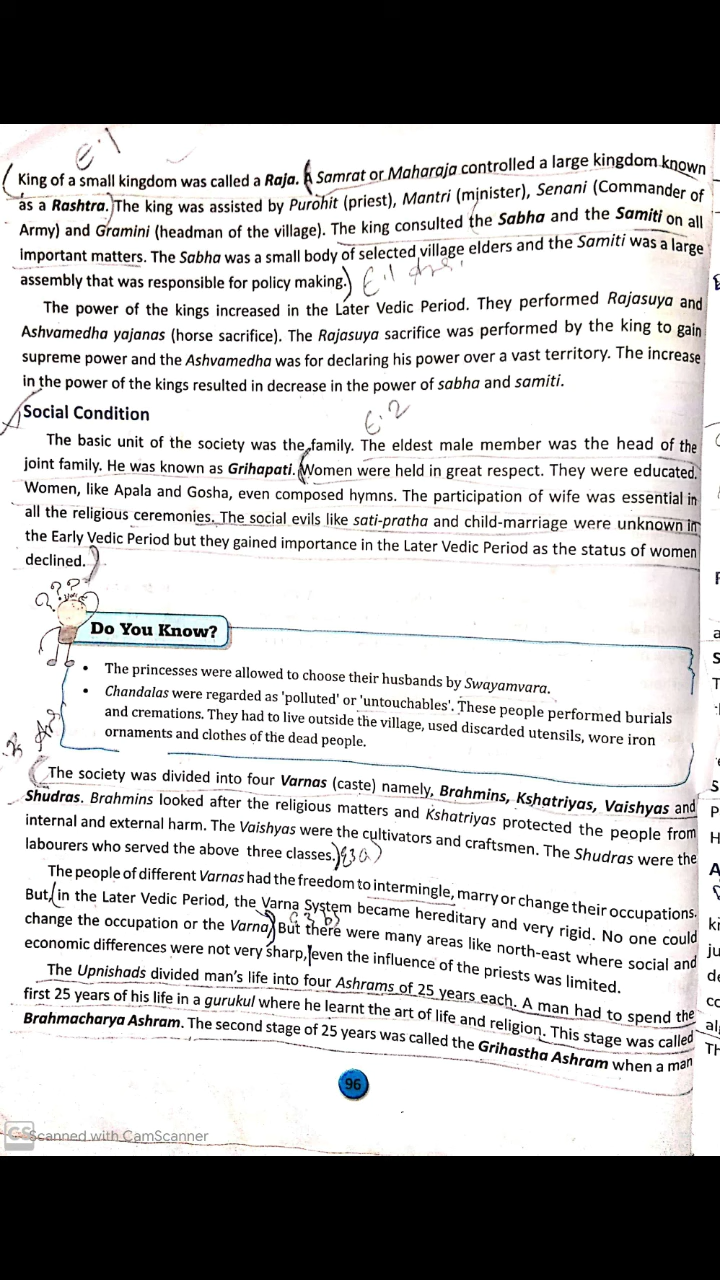 E.1
King of a small kingdom was called a Raja. A Samrat or Maharaja controlled a large kingdom known
as a Rashtra. The king was assisted by Purohit (priest), Mantri (minister), Senani (Commander of
Army) and Gramini (headman of the village). The king consulted the Sabha and the Samiti on all
important matters. The Sabha was a small body of selected village elders and the Samiti was a large
assembly that was responsible for policy making. E.1 Ans.
The power of the kings increased in the Later Vedic Period. They performed Rajasuya and
Ashvamedha yajanas (horse sacrifice). The Rajasuya sacrifice was performed by the king to gain
supreme power and the Ashvamedha was for declaring his power over a vast territory. The increase
in the power of the kings resulted in decrease in the power of sabha and samiti.
Social Condition
E.2
The basic unit of the society was the family. The eldest male member was the head of the
joint family. He was known as Grihapati. Women were held in great respect. They were educated.
Women, like Apala and Gosha, even composed hymns. The participation of wife was essential in
all the religious ceremonies. The social evils like sati-pratha and child-marriage were unknown in
the Early Vedic Period but they gained importance in the Later Vedic Period as the status of women
declined.
???
Do You Know?
• The princesses were allowed to choose their husbands by Swayamvara.
• Chandalas were regarded as 'polluted' or 'untouchables'. These people performed burials
and cremations. They had to live outside the village, used discarded utensils, wore iron
ornaments and clothes of the dead people.
Ans
The society was divided into four Varnas (caste) namely, Brahmins, Kshatriyas, Vaishyas and
Shudras. Brahmins looked after the religious matters and Kshatriyas protected the people from
internal and external harm. The Vaishyas were the cultivators and craftsmen. The Shudras were the
labourers who served the above three classes. E3 a)
The people of different Varnas had the freedom to intermingle, marry or change their occupations.
But, in the Later Vedic Period, the Varna System became hereditary and very rigid. No one could
change the occupation or the Varna. But there were many areas like north-east where social and
economic differences were not very sharp, even the influence of the priests was limited.
The Upnishads divided man's life into four Ashrams of 25 years each. A man had to spend the
first 25 years of his life in a gurukul where he learnt the art of life and religion. This stage was called
Brahmacharya Ashram. The second stage of 25 years was called the Grihastha Ashram when a man
96
CS Scanned with CamScanner